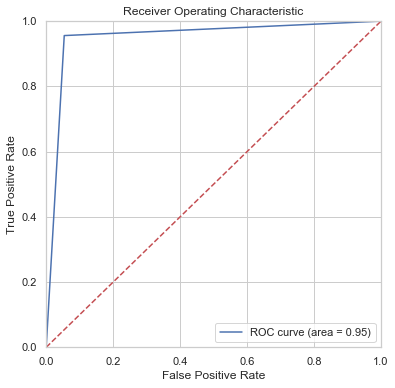 Receiver Operating Characteristic
1.0
0.8
0.6
0.4
0.2
0.0
True Positive Rate
ROC curve (area = 0.95)
0.0 0.2 0.4 0.6 0.8 1.0
False Positive Rate